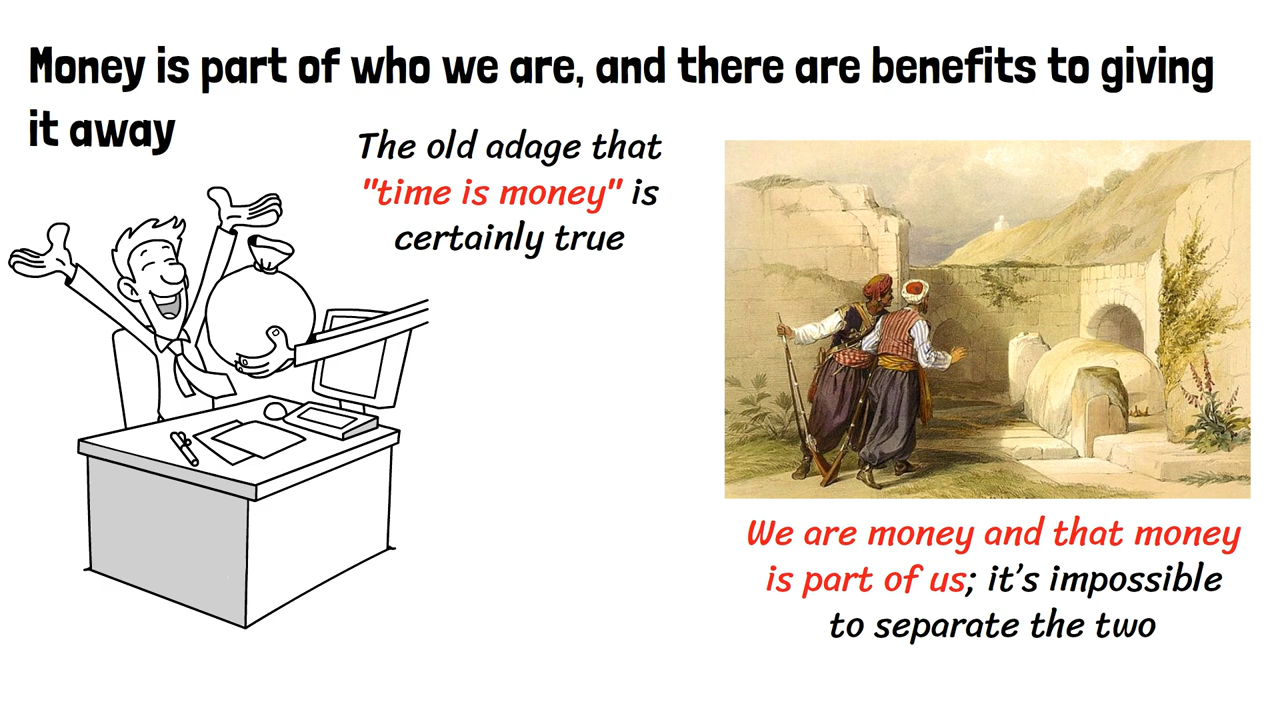 Money is part of who we are, and there are benefits to giving
it away
The old adage that
"time is money" is
certainly true
We are money and that money
is part of us; it’s impossible
to separate the two